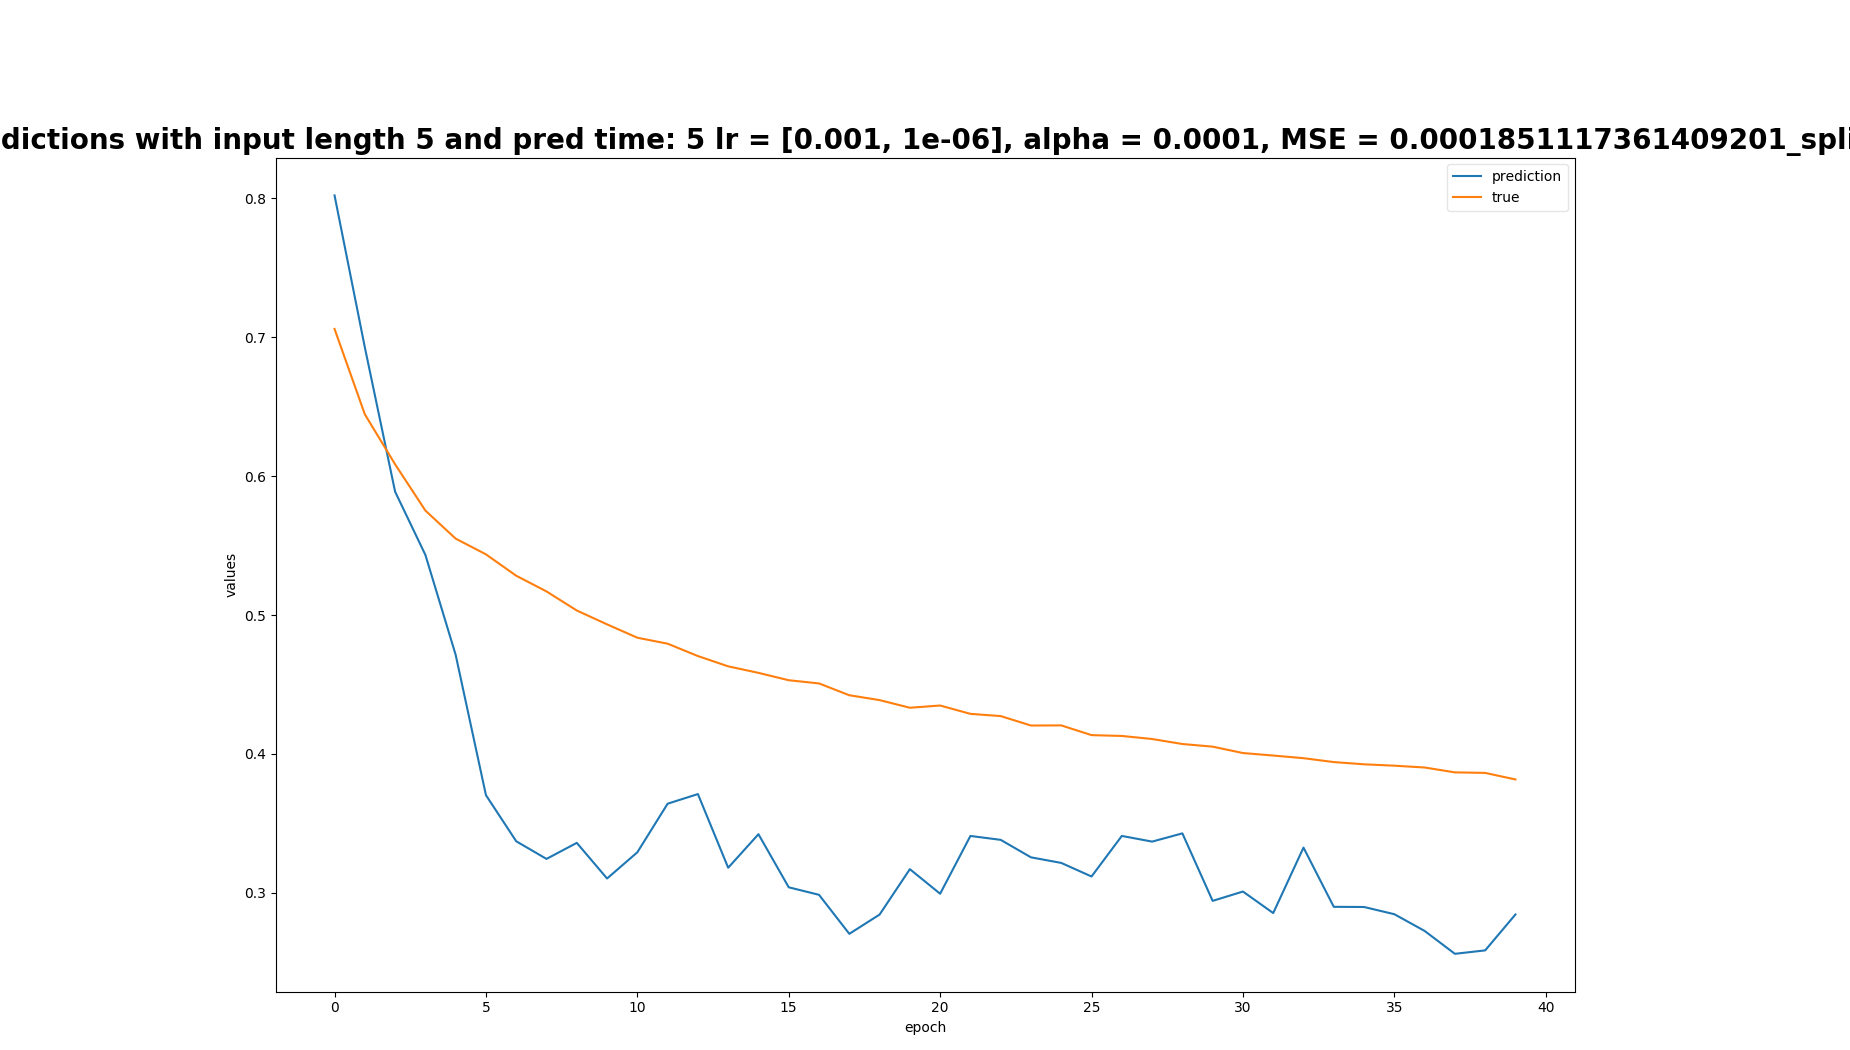 dictions with input length 5 and pred time: 5 lr = [0.001, 1e-06], alpha = 0.0001, MSE = 0.0001851117361409201_spli
prediction
true
0.8
0.7
0.6
0.5
0.4
0.3
values
0 5 10 15 20 25 30 35 40
epoch